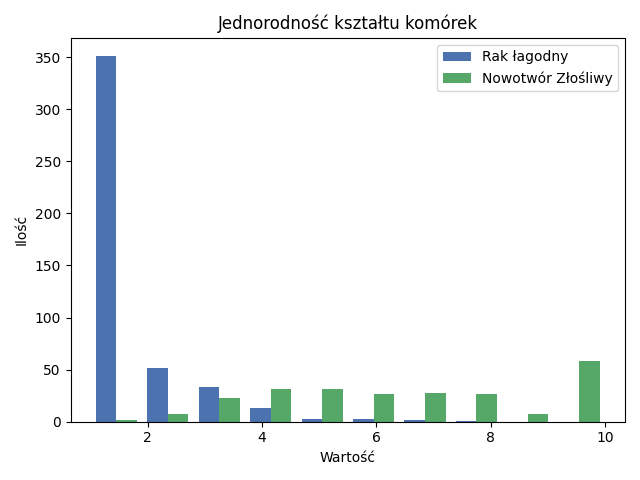 Jednorodność kształtu komórek
Rak łagodny
Nowotwór Złośliwy
350
300
250
200
150
100
50
0
Ilość
2 4 6 8 10
Wartość